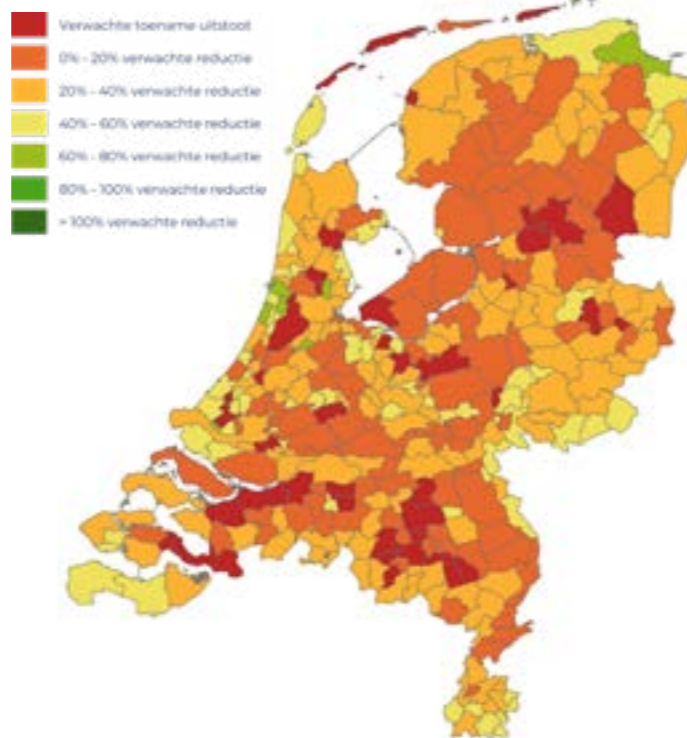 Verwachte toename uitstoot
0% - 20% verwachte reductie
20% - 40% verwachte reductie
40% - 60% verwachte reductie
60% - 80% verwachte reductie
80% - 100% verwachte reductie
> 100% verwachte reductie